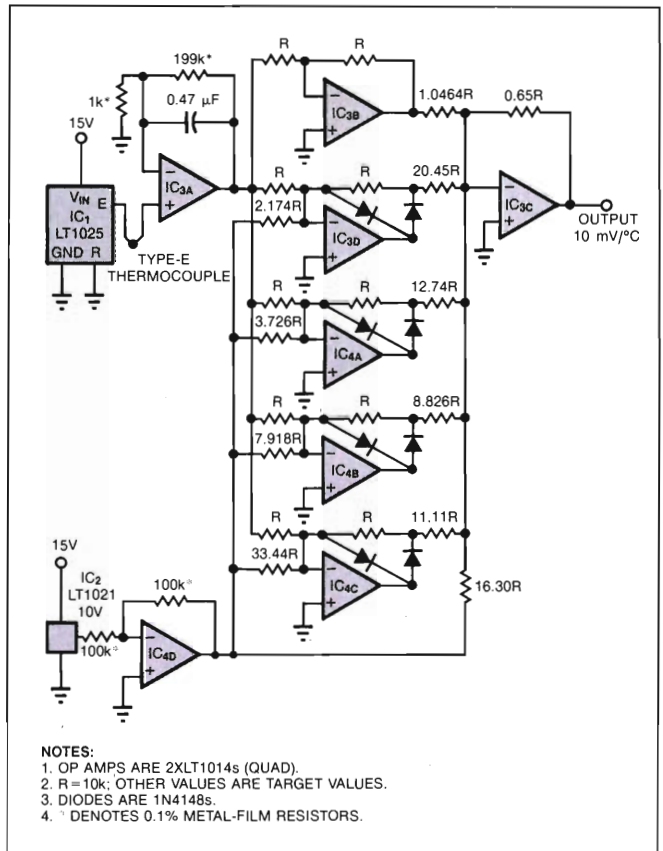 R
R
199k*
1k*
0.47 µF
15V
IC3B
1.0464R
0.65R
IC3A
VIN E
IC1
LT1025
GND R
TYPE-E
THERMOCOUPLE
R
R
20.45R
2.174R
IC3D
IC3C
OUTPUT
10 mV/°C
R
R
12.74R
3.726R
IC4A
R
R
8.826R
7.918R
IC4B
R
R
11.11R
33.44R
IC4C
16.30R
15V
IC2
LT1021
10V
100k*
100k*
IC4D
NOTES:
1. OP AMPS ARE 2XLT1014s (QUAD).
2. R=10k; OTHER VALUES ARE TARGET VALUES.
3. DIODES ARE 1N4148s.
4. * DENOTES 0.1% METAL-FILM RESISTORS.